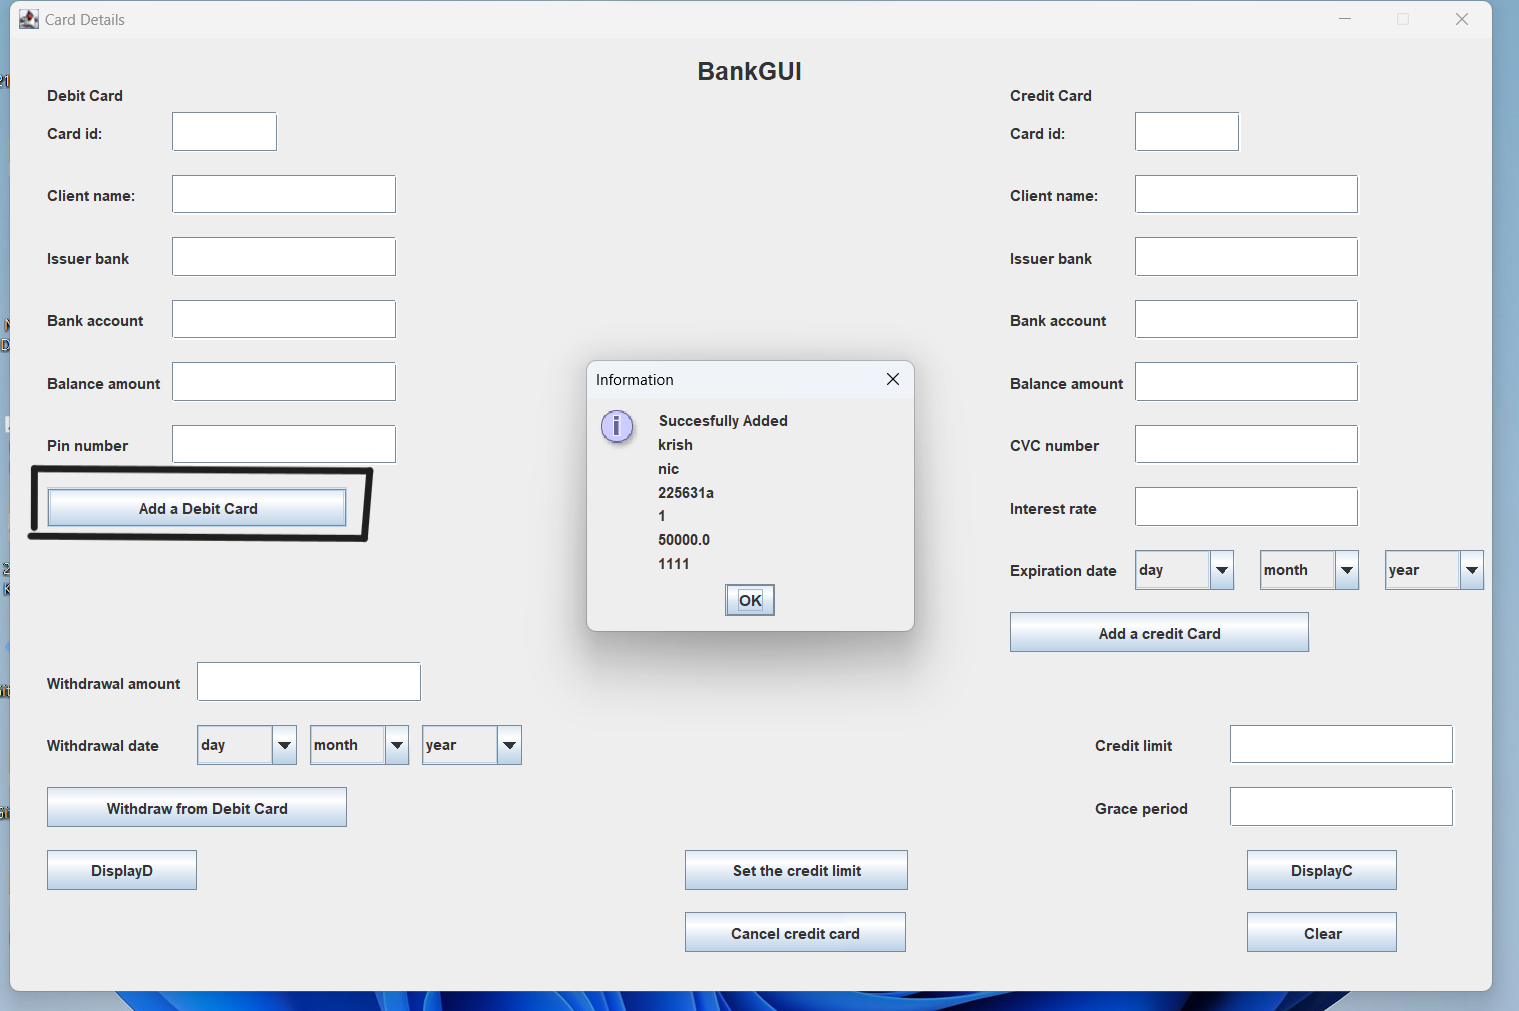 Card Details
BankGUI
Debit Card
Card id:
Client name:
Issuer bank
Bank account
Balance amount
Pin number
Add a Debit Card
Withdrawal amount
Withdrawal date day month year
Withdraw from Debit Card
DisplayD
Information
Succesfully Added
krish
nic
225631a
1
50000.0
1111
OK
Set the credit limit
Cancel credit card
Credit Card
Card id:
Client name:
Issuer bank
Bank account
Balance amount
CVC number
Interest rate
Expiration date day month year
Add a credit Card
Credit limit
Grace period
DisplayC
Clear